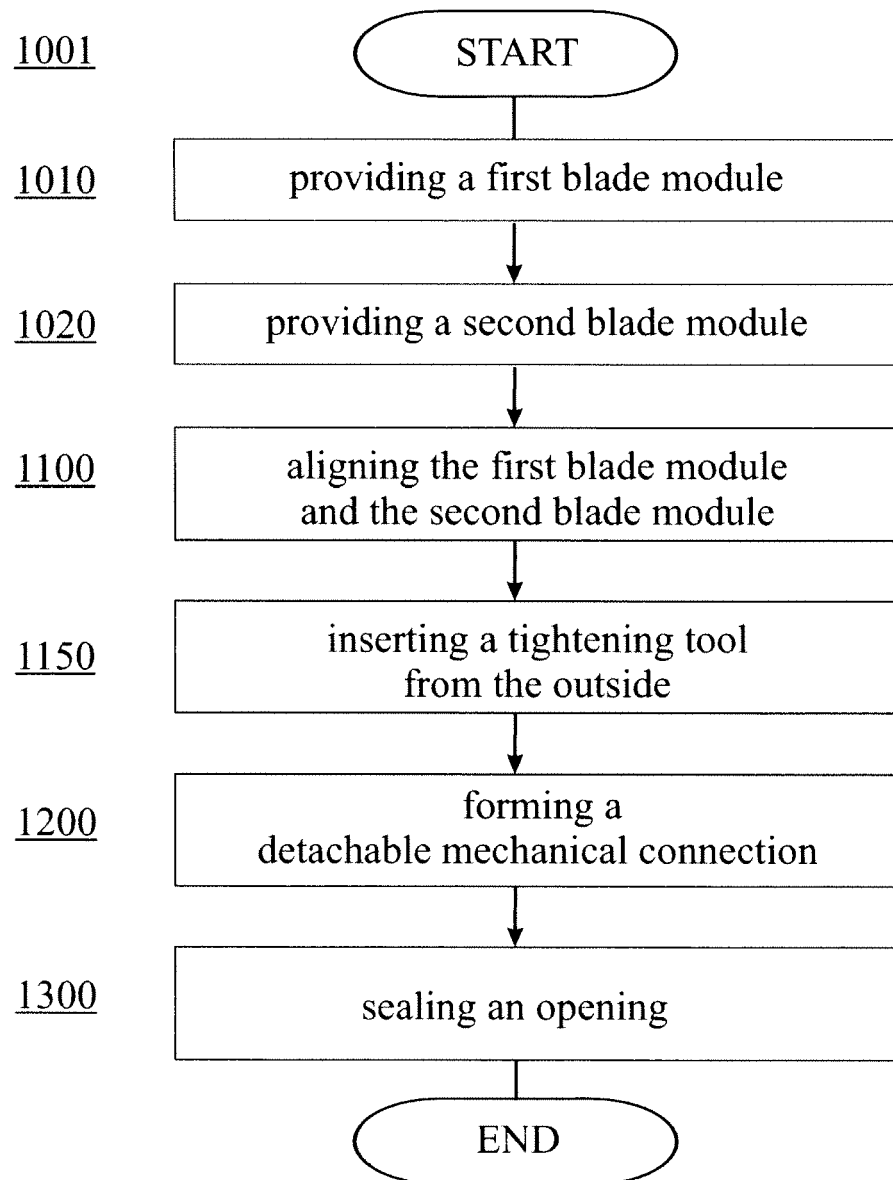 1001
START
1010
providing a first blade module
1020
providing a second blade module
1100
aligning the first blade module
and the second blade module
1150
inserting a tightening tool
from the outside
1200
forming a
detachable mechanical connection
1300
sealing an opening
END